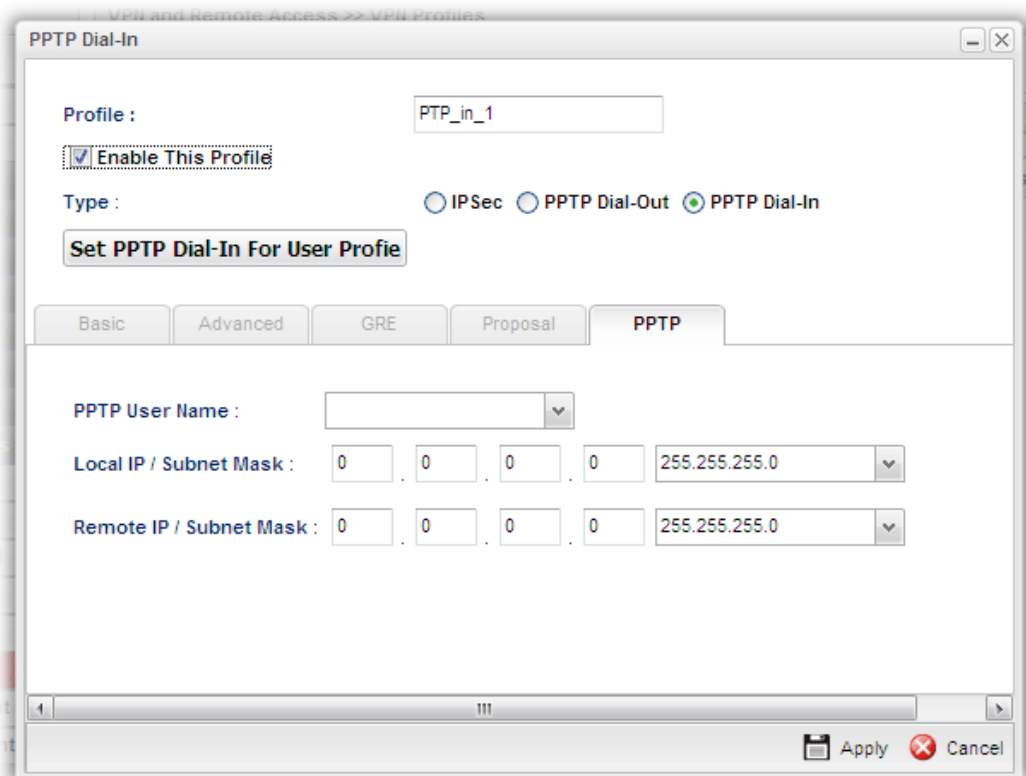 VPN and Remote Access >> VPN Profiles
PPTP Dial-In
Profile : PTP_in_1
Enable This Profile
Type : IPSec PPTP Dial-Out PPTP Dial-In
Set PPTP Dial-In For User Profie
Basic Advanced GRE Proposal PPTP
PPTP User Name :
Local IP / Subnet Mask : 0 . 0 . 0 . 0 255.255.255.0
Remote IP / Subnet Mask : 0 . 0 . 0 . 0 255.255.255.0
Apply Cancel